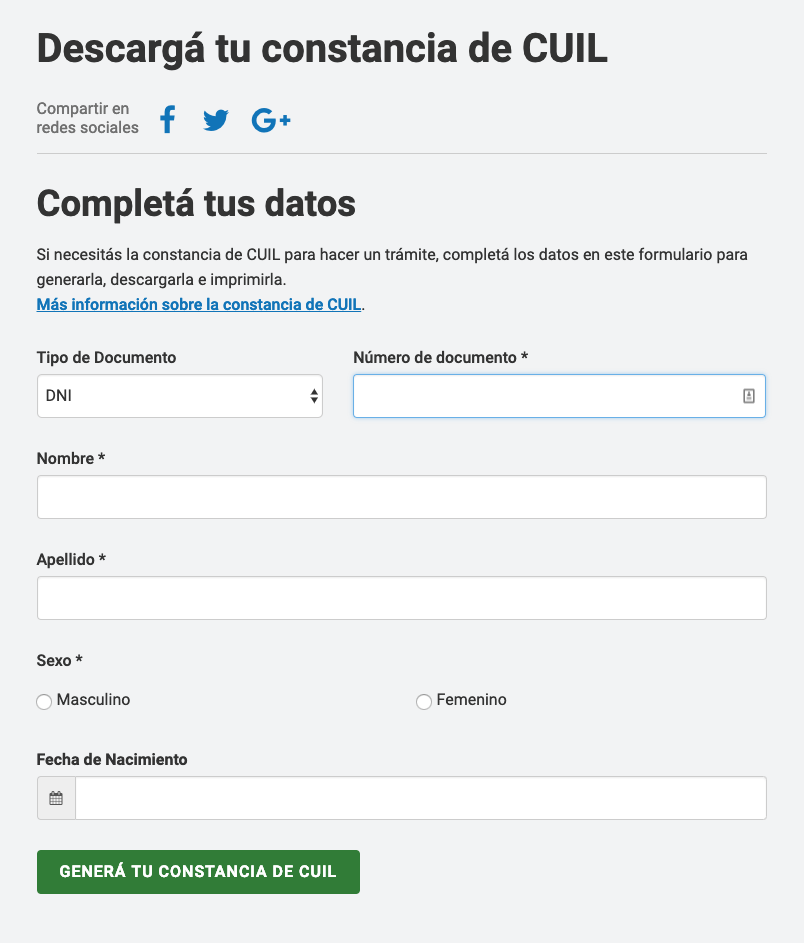 Descargá tu constancia de CUIL
Compartir en
redes sociales
Completá tus datos
Si necesitás la constancia de CUIL para hacer un trámite, completá los datos en este formulario para
generarla, descargarla e imprimirla.
Más información sobre la constancia de CUIL.
Tipo de Documento
Número de documento *
DNI
Nombre *
Apellido *
Sexo *
Masculino
Femenino
Fecha de Nacimiento
GENERÁ TU CONSTANCIA DE CUIL